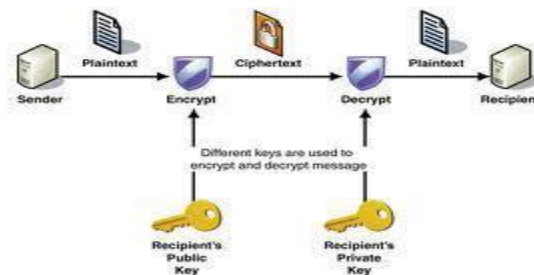 Plaintext
Ciphertext
Plaintext
Sender
Encrypt
Decrypt
Recipien
Different keys are used to
encrypt and decrypt message
Recipient's
Public
Key
Recipient's
Private
Key